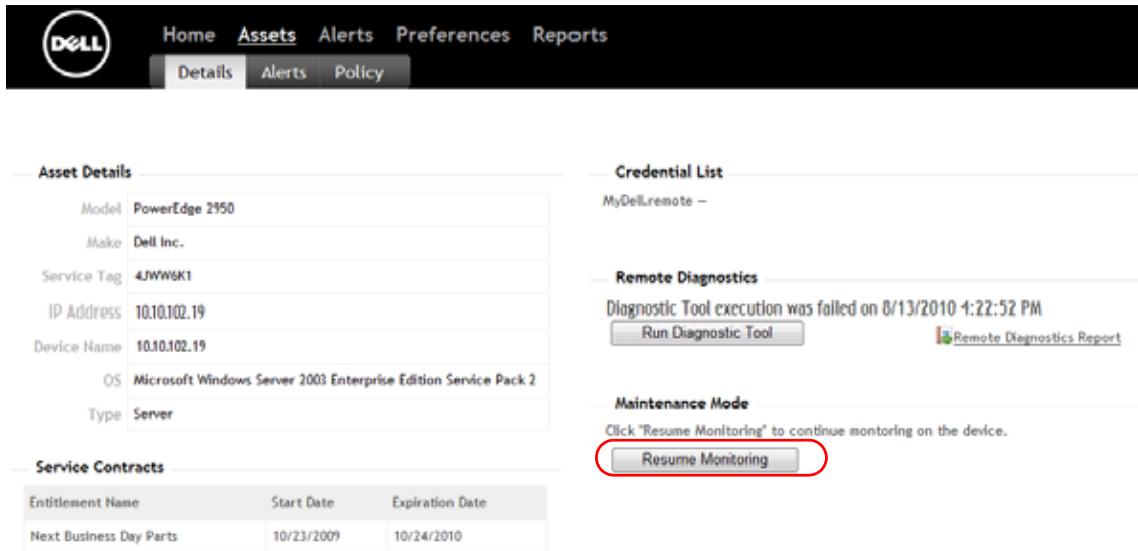 DELL
Home Assets Alerts Preferences Reports
Details Alerts Policy
Asset Details
Model PowerEdge 2950
Make Dell Inc.
Service Tag 4JWW6K1
IP Address 10.10.102.19
Device Name 10.10.102.19
OS Microsoft Windows Server 2003 Enterprise Edition Service Pack 2
Type Server
Service Contracts
Entitlement Name Start Date Expiration Date
Next Business Day Parts 10/23/2009 10/24/2010
Credential List
MyDell.remote —
Remote Diagnostics
Diagnostic Tool execution was failed on 8/13/2010 4:22:52 PM
Run Diagnostic Tool Remote Diagnostics Report
Maintenance Mode
Click "Resume Monitoring" to continue montoring on the device.
Resume Monitoring